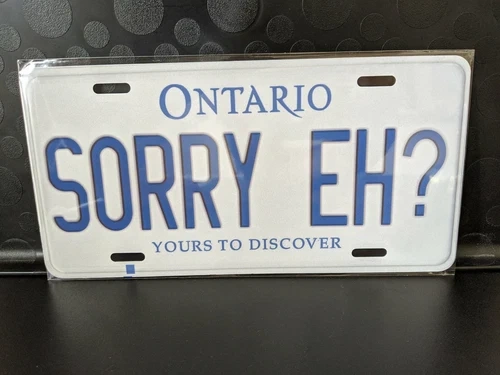 ONTARIO
SORRY EH?
YOURS TO DISCOVER